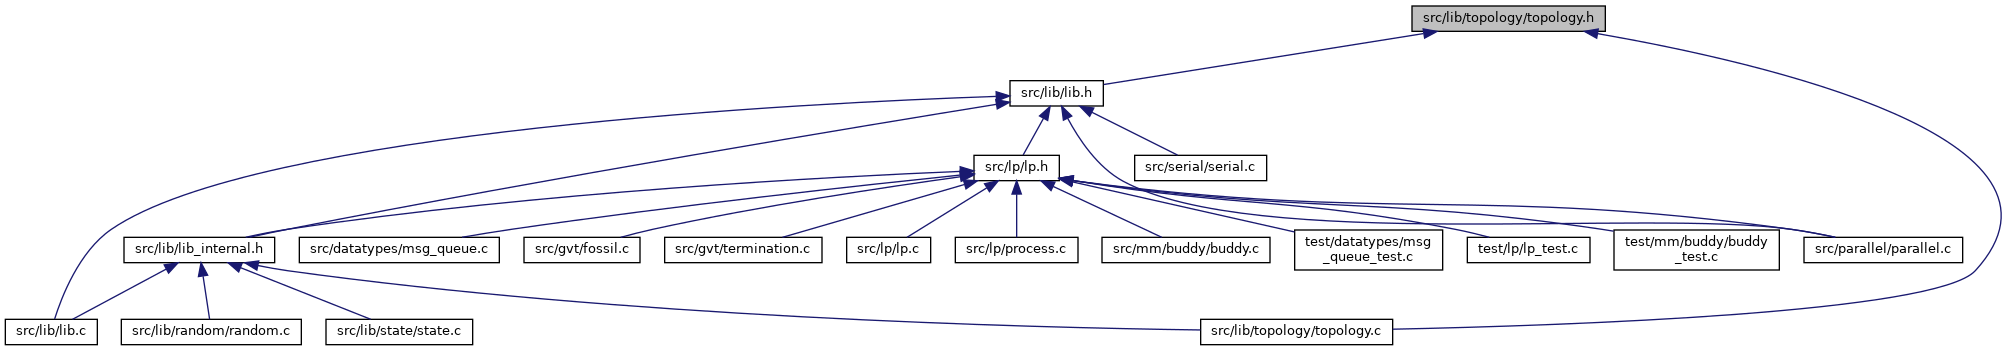 src/lib/topology/topology.h
src/lib/lib.h
src/lp/lp.h
src/serial/serial.c
src/lib/lib_internal.h
src/datatypes/msg_queue.c
src/gvt/fossil.c
src/gvt/termination.c
src/lp/lp.c
src/lp/process.c
src/mm/buddy/buddy.c
test/datatypes/msg
_queue_test.c
test/lp/lp_test.c
test/mm/buddy/buddy
_test.c
src/parallel/parallel.c
src/lib/lib.c
src/lib/random/random.c
src/lib/state/state.c
src/lib/topology/topology.c